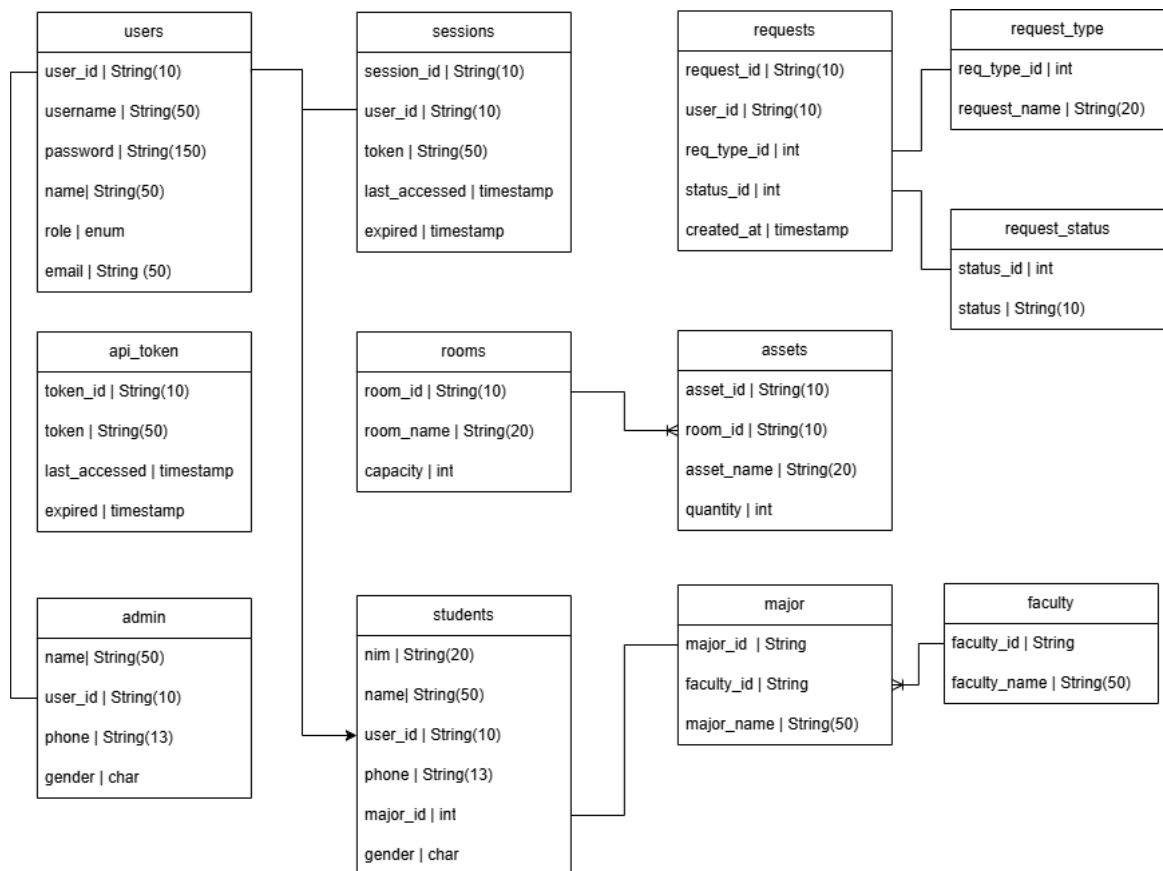 users
user_id | String(10)
username | String(50)
password | String(150)
name| String(50)
role | enum
email | String (50)
sessions
session_id | String(10)
user_id | String(10)
token | String(50)
last_accessed | timestamp
expired | timestamp
requests
request_id | String(10)
user_id | String(10)
req_type_id | int
status_id | int
created_at | timestamp
request_type
req_type_id | int
request_name | String(20)
request_status
status_id | int
status | String(10)
api_token
token_id | String(10)
token | String(50)
last_accessed | timestamp
expired | timestamp
rooms
room_id | String(10)
room_name | String(20)
capacity | int
assets
asset_id | String(10)
room_id | String(10)
asset_name | String(20)
quantity | int
admin
name| String(50)
user_id | String(10)
phone | String(13)
gender | char
students
nim | String(20)
name| String(50)
user_id | String(10)
phone | String(13)
major_id | int
gender | char
major
major_id | String
faculty_id | String
major_name | String(50)
faculty
faculty_id | String
faculty_name | String(50)